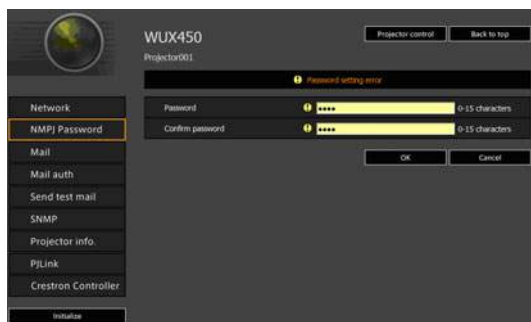 WUX450
Projector control
Back to top
Projector001
Password setting error
Network
NMPJ Password
Mail
Mail auth
Send test mail
SNMP
Projector info.
PJLink
Crestron Controller
Initialize
Password
0-15 characters
Confirm password
0-15 characters
OK
Cancel